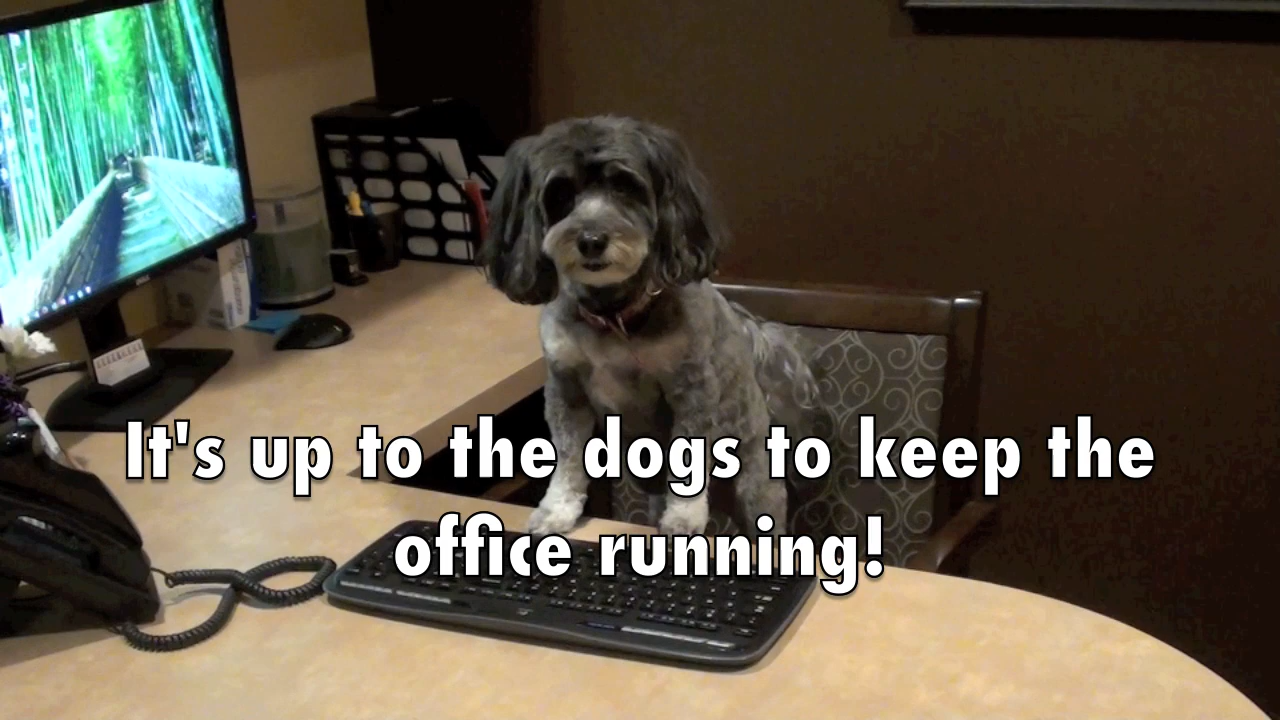 It's up to the dogs to keep the
office running!